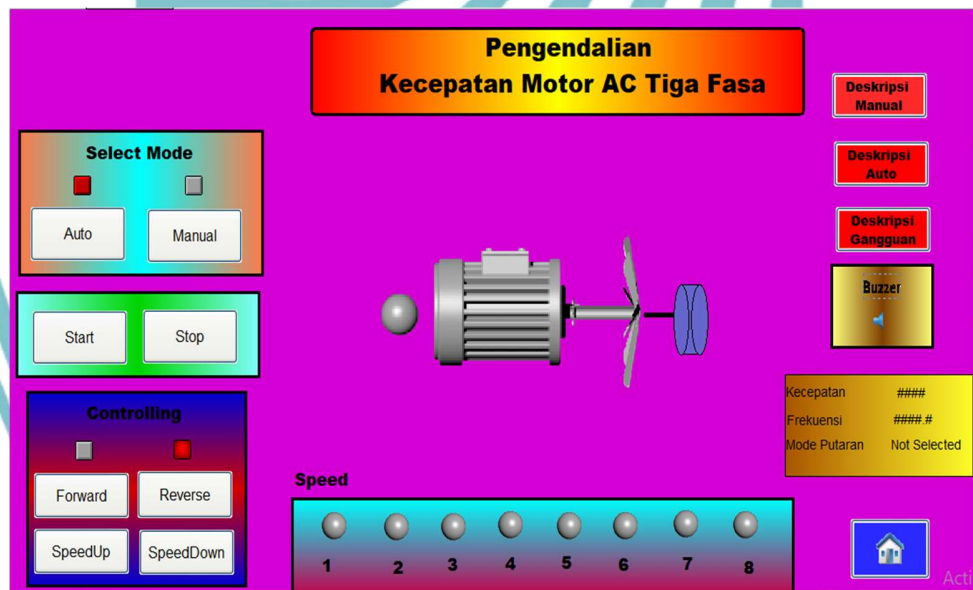 Pengendalian
Kecepatan Motor AC Tiga Fasa
Deskripsi
Manual
Select Mode
Deskripsi
Auto
Auto Manual
Deskripsi
Gangguan
Buzzer
Start Stop
Kecepatan ####
Frekuensi ####.#
Mode Putaran Not Selected
Controlling
Forward Reverse
Speed
SpeedUp SpeedDown
1 2 3 4 5 6 7 8
Acti